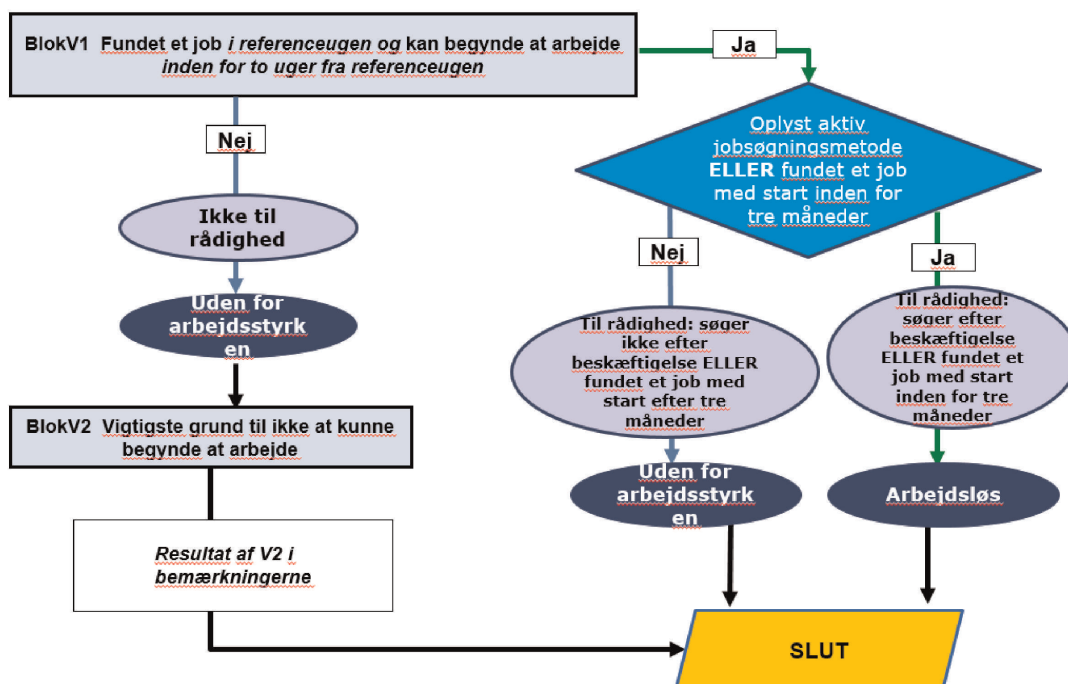 BlokV1 Fundet et job i referenceugen og kan begynde at arbejde
inden for to uger fra referenceugen
Ja
Nej
Oplyst aktiv
jobsøgningsmetode
ELLER fundet et job
med start inden for
tre måneder
Ikke til
rådighed
Nej
Ja
Uden for
arbejdsstyrk
en
Til rådighed: søger
ikke efter
beskæftigelse ELLER
fundet et job med
start efter tre
måneder
Til rådighed:
søger efter
beskæftigelse
ELLER fundet et
job med start
inden for tre
måneder
BlokV2 Vigtigste grund til ikke at kunne
begynde at arbejde
Uden for
arbejdsstyrk
en
Arbejdsløs
Resultat af V2 i
bemærkningerne
SLUT